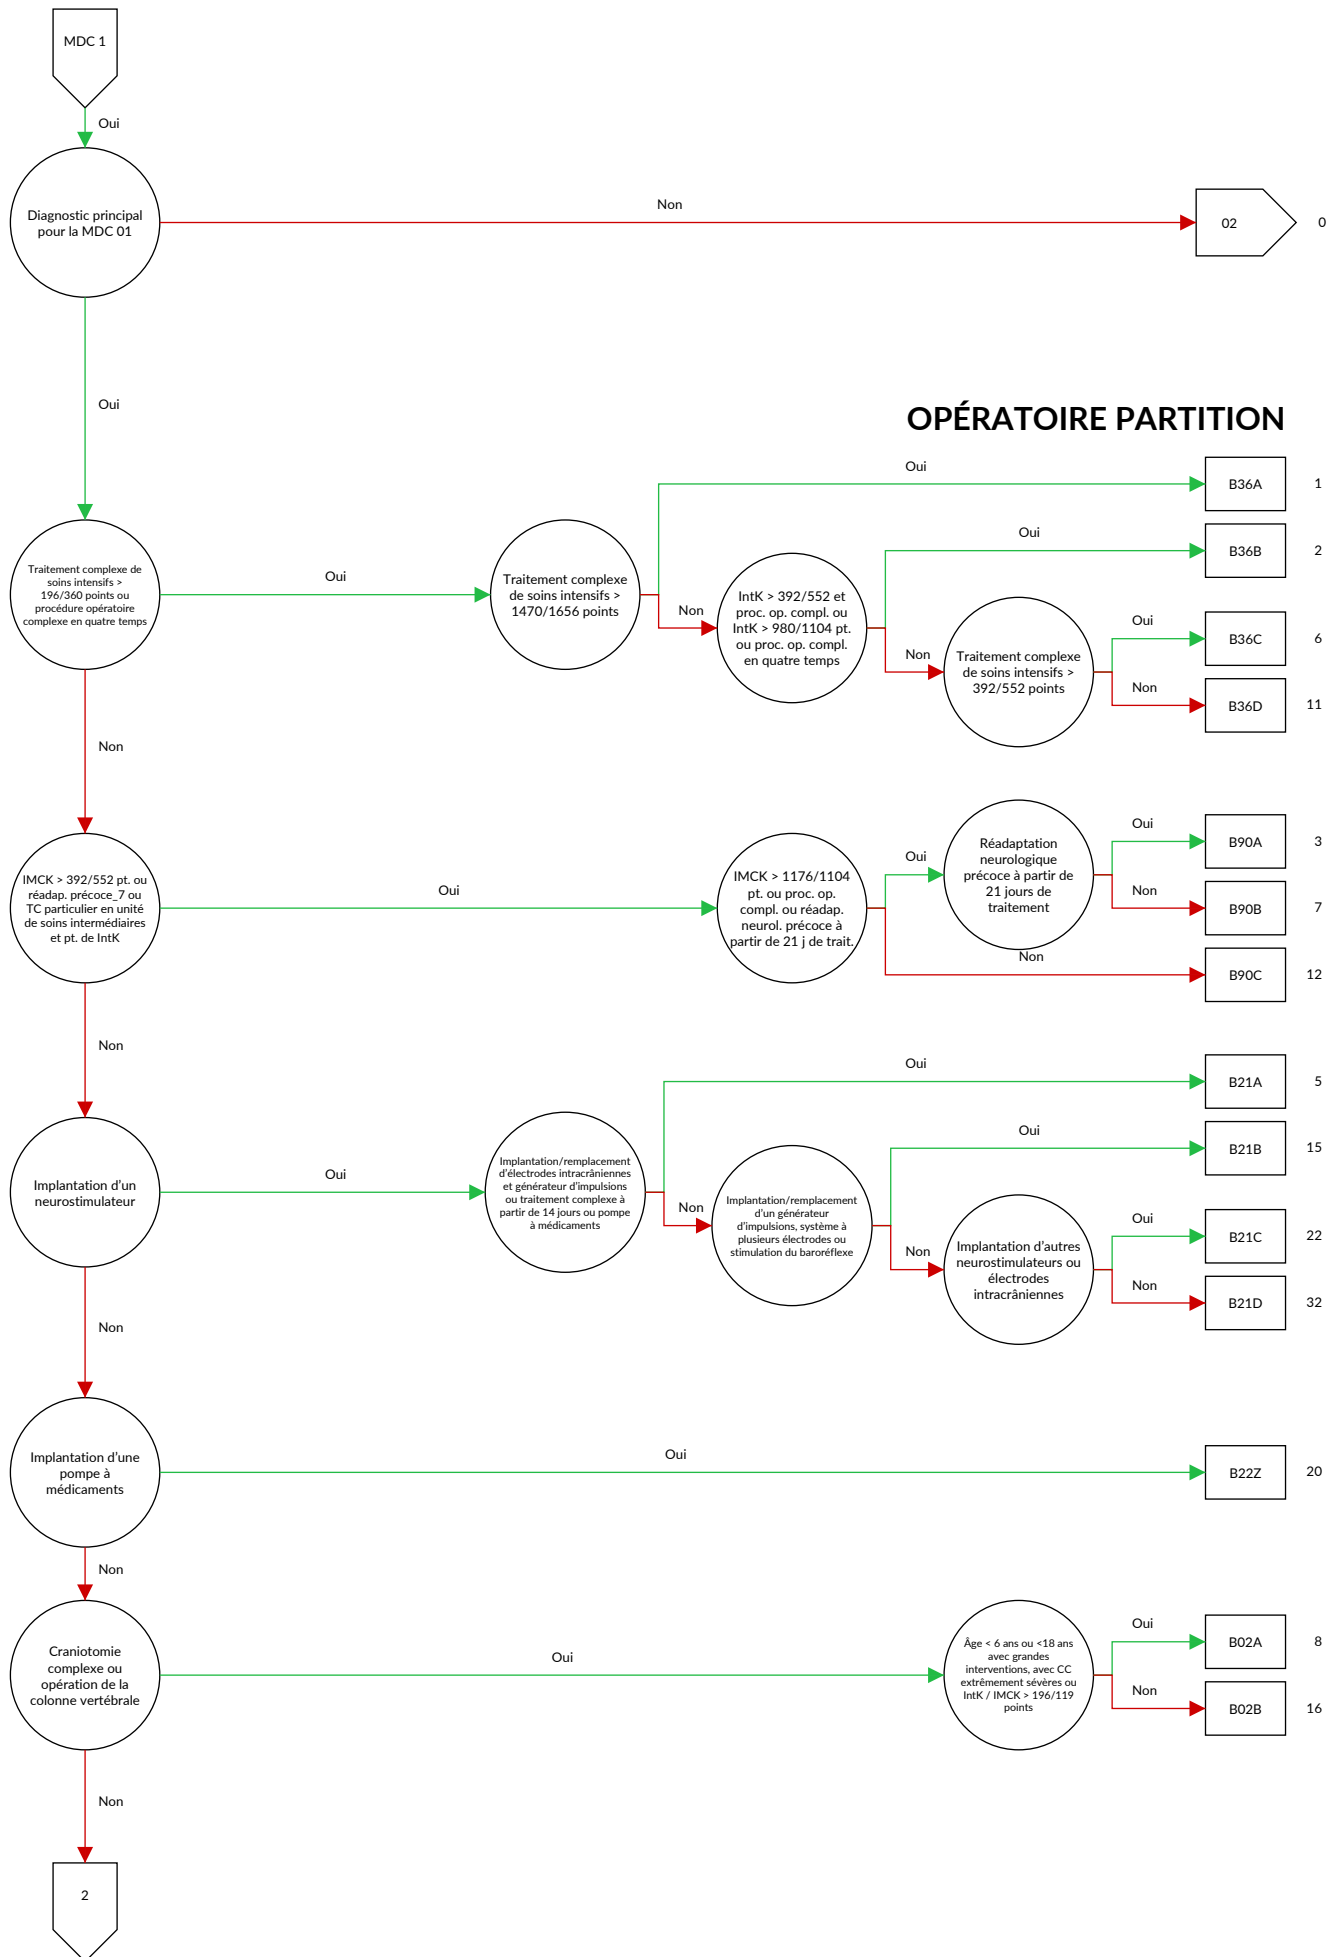 MDC 1
Oui
Diagnostic principal
pour la MDC 01
Non
02
0
Oui
OPÉRATOIRE PARTITION
Traitement complexe de
soins intensifs >
196/360 points ou
procédure opératoire
complexe en quatre temps
Oui
Traitement complexe
de soins intensifs >
1470/1656 points
Oui
B36A
1
Non
IntK > 392/552 et
proc. op. compl. ou
IntK > 980/1104 pt.
ou proc. op. compl.
en quatre temps
Oui
B36B
2
Non
Traitement complexe
de soins intensifs >
392/552 points
Oui
B36C
6
Non
B36D
11
Non
IMCK > 392/552 pt. ou
réadap. précoce_7 ou
TC particulier en unité
de soins intermédiaires
et pt. de IntK
Oui
IMCK > 1176/1104
pt. ou proc. op.
compl. ou réadap.
neurol. précoce à
partir de 21 j de trait.
Oui
Réadaptation
neurologique
précoce à partir de
21 jours de
traitement
Oui
B90A
3
Non
B90B
7
Non
B90C
12
Non
Implantation d’un
neurostimulateur
Oui
Implantation/remplacement
d’électrodes intracrâniennes
et générateur d’impulsions
ou traitement complexe à
partir de 14 jours ou pompe
à médicaments
Oui
B21A
5
Non
Implantation/remplacement
d’un générateur
d’impulsions, système à
plusieurs électrodes ou
stimulation du baroréflexe
Oui
B21B
15
Non
Implantation d’autres
neurostimulateurs ou
électrodes
intracrâniennes
Oui
B21C
22
Non
B21D
32
Non
Implantation d’une
pompe à
médicaments
Oui
B22Z
20
Non
Craniotomie
complexe ou
opération de la
colonne vertébrale
Oui
Âge < 6 ans ou <18 ans
avec grandes
interventions, avec CC
extrêmement sévères ou
IntK / IMCK > 196/119
points
Oui
B02A
8
Non
B02B
16
Non
2